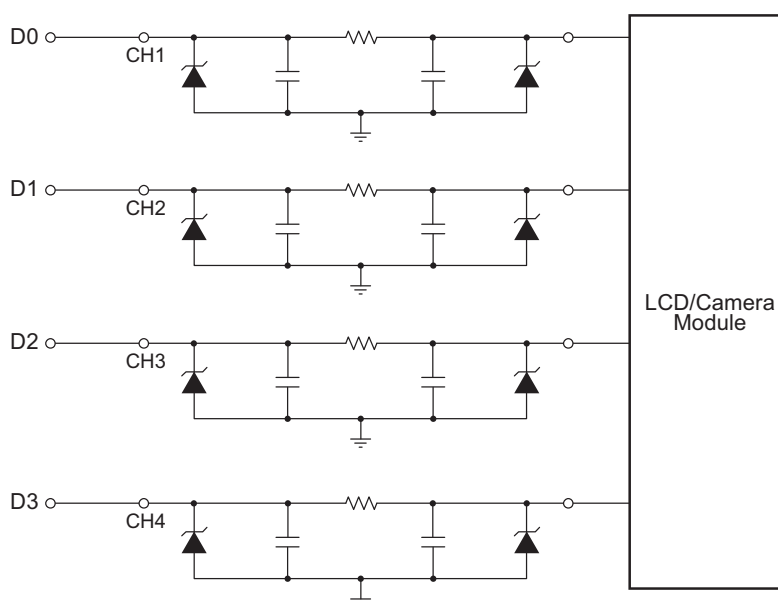 D0
CH1
D1
CH2
D2
CH3
D3
CH4
LCD/Camera
Module